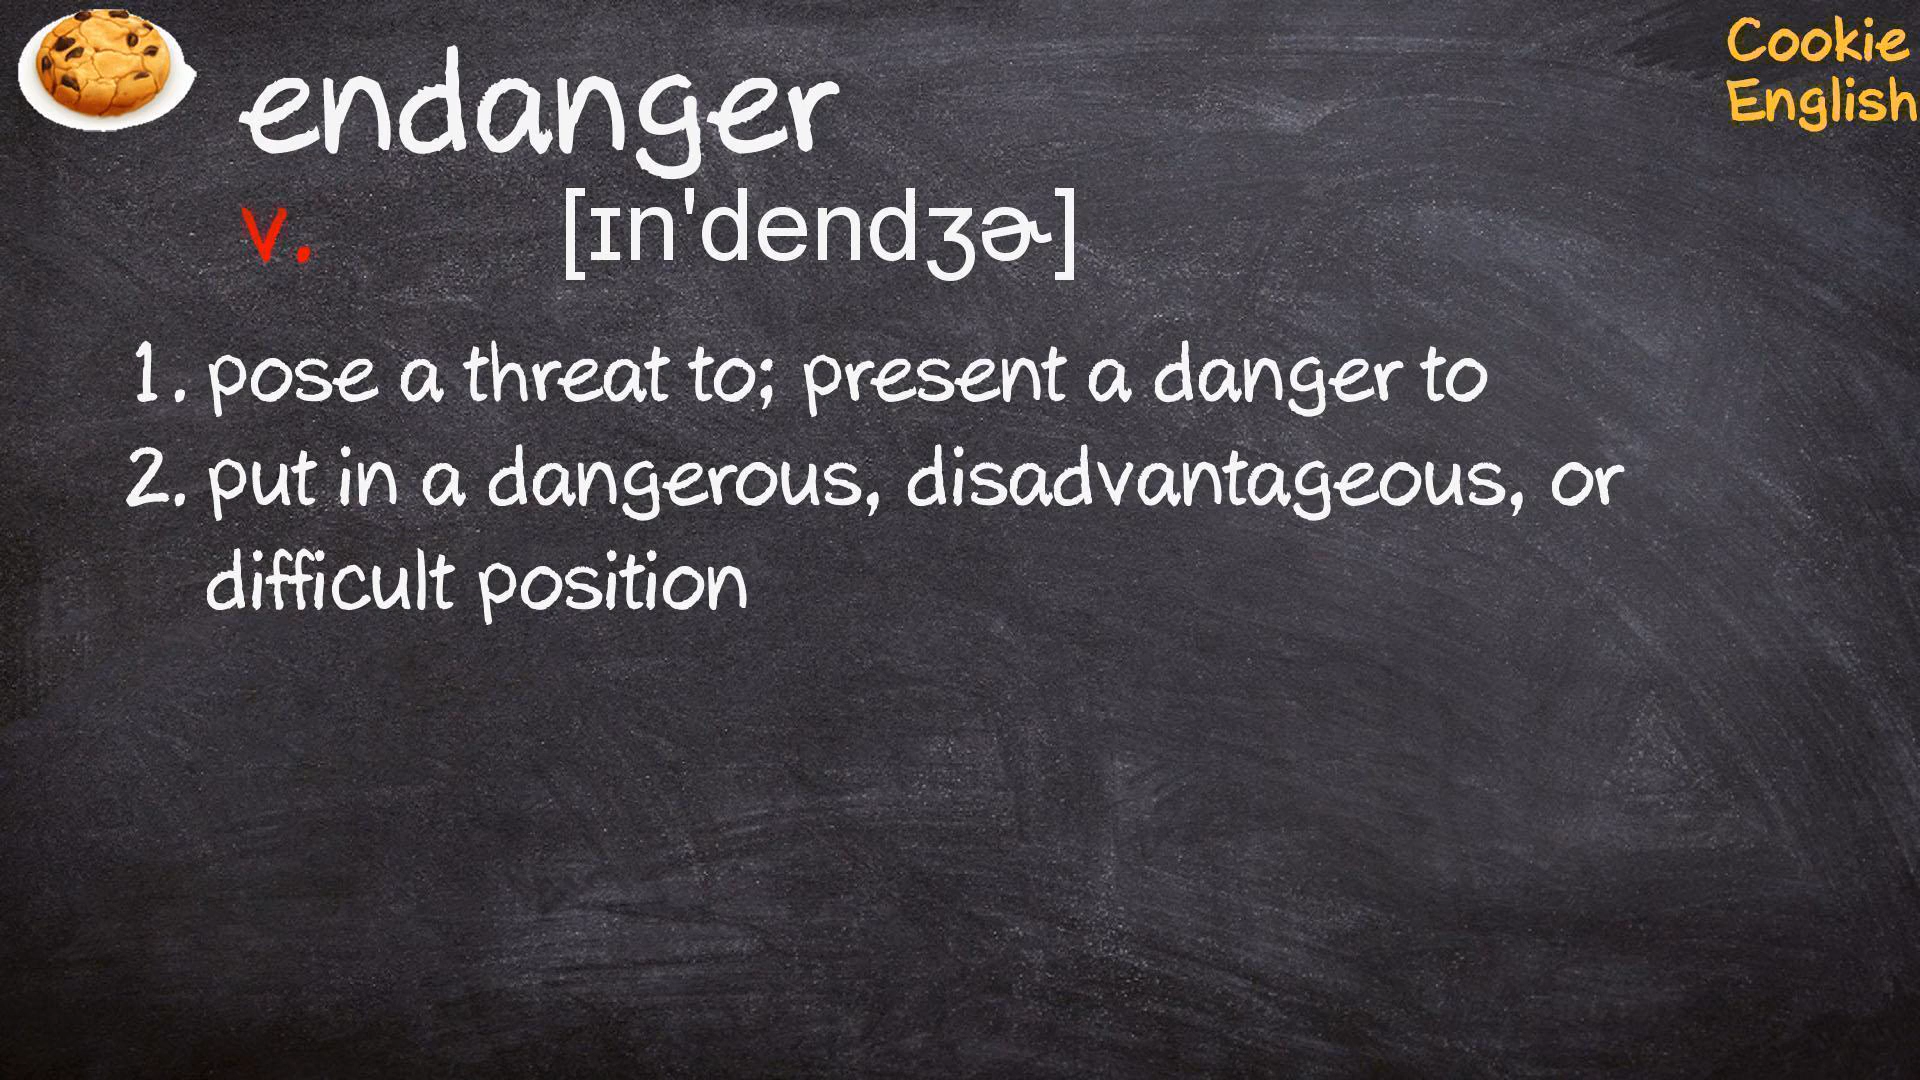 Cookie
English
endanger
v. [ɪn'dendʒɚ]
1. pose a threat to; present a danger to
2. put in a dangerous, disadvantageous, or
difficult position